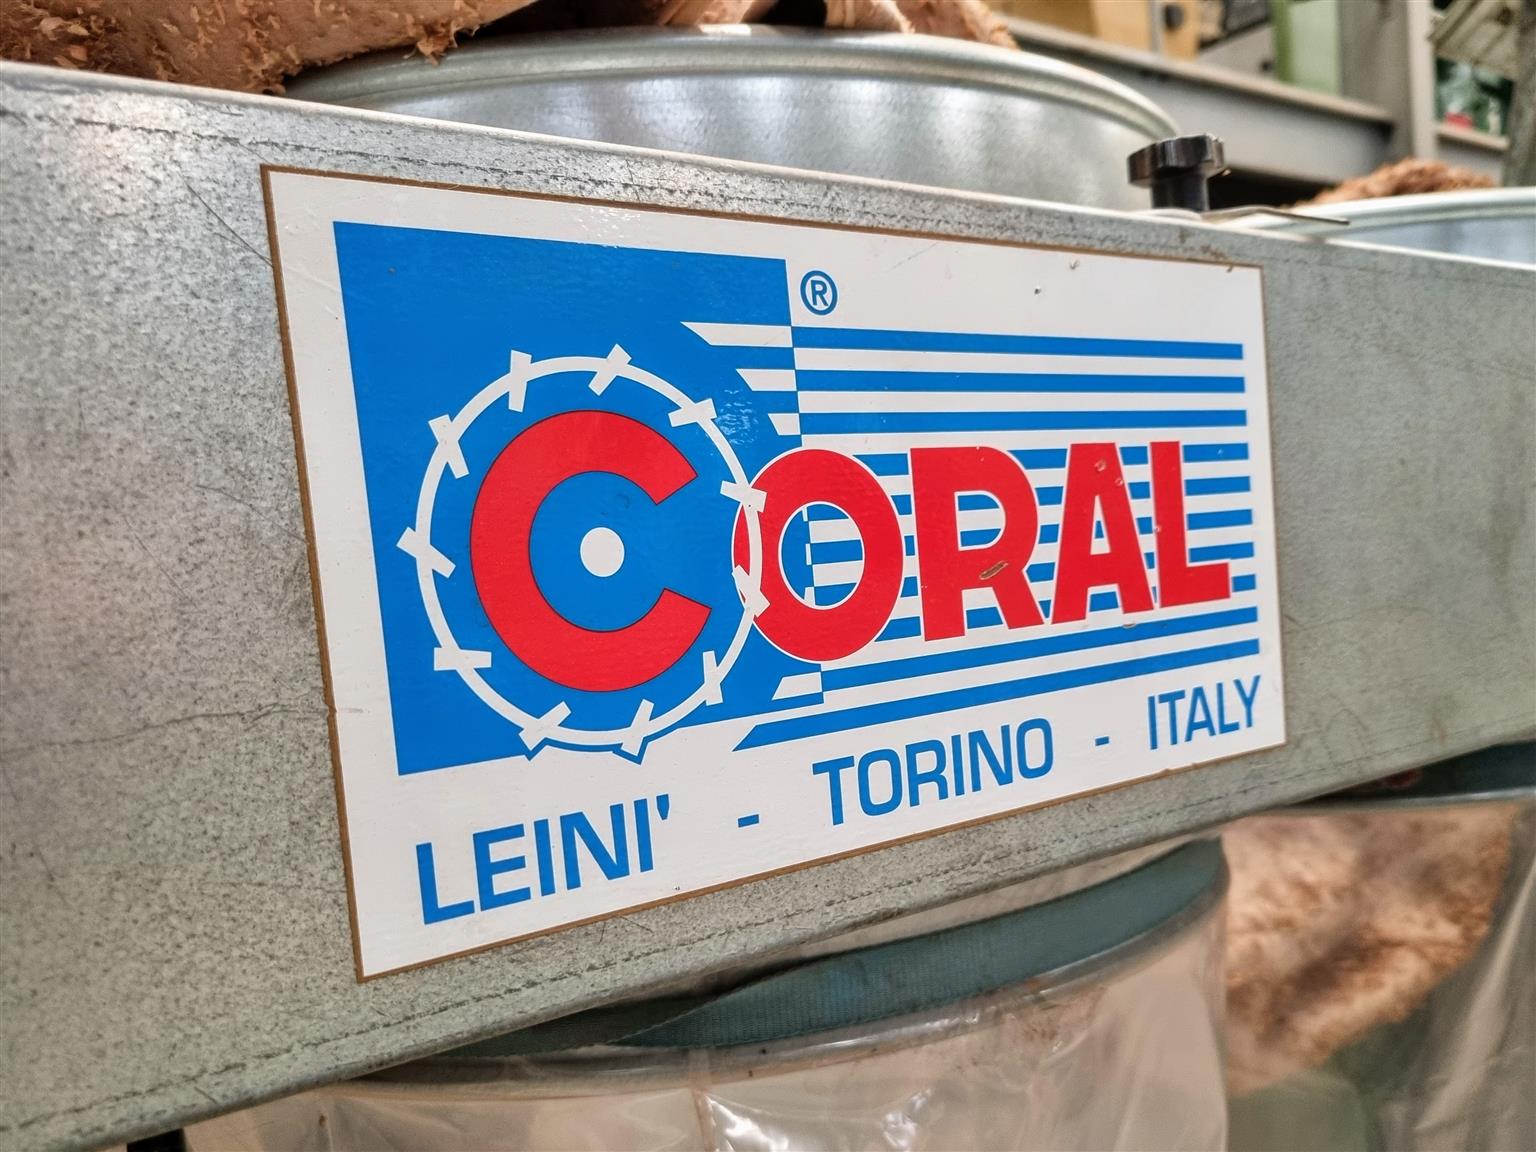 CORAL®
LEINI' - TORINO - ITALY